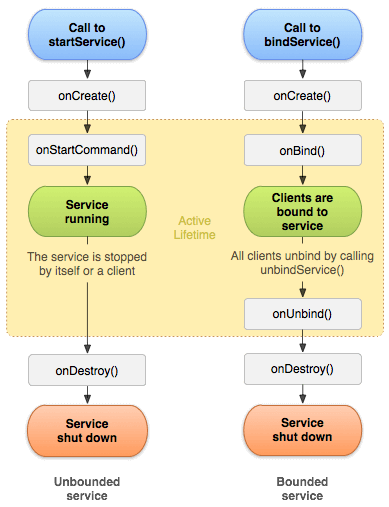 Call to
startService()
onCreate()
onStartCommand()
Service
running
The service is stopped
by itself or a client
onDestroy()
Service
shut down
Unbounded
service
Active
Lifetime
Call to
bindService()
onCreate()
onBind()
Clients are
bound to
service
All clients unbind by calling
unbindService()
onUnbind()
onDestroy()
Service
shut down
Bounded
service